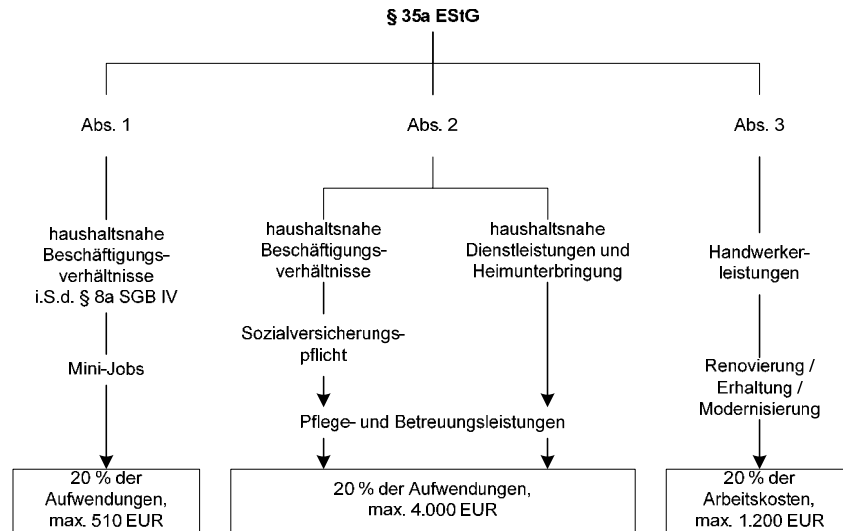 § 35a EStG
Abs. 1
Abs. 2
Abs. 3
haushaltsnahe
Beschäftigungs-
verhältnisse
i.S.d. § 8a SGB IV
Mini-Jobs
20 % der
Aufwendungen,
max. 510 EUR
haushaltsnahe
Beschäftigungs-
verhältnisse
Sozialversicherungs-
pflicht
haushaltsnahe
Dienstleistungen und
Heimunterbringung
Pflege- und Betreuungsleistungen
20 % der Aufwendungen,
max. 4.000 EUR
Handwerker-
leistungen
Renovierung /
Erhaltung /
Modernisierung
20 % der
Arbeitskosten,
max. 1.200 EUR